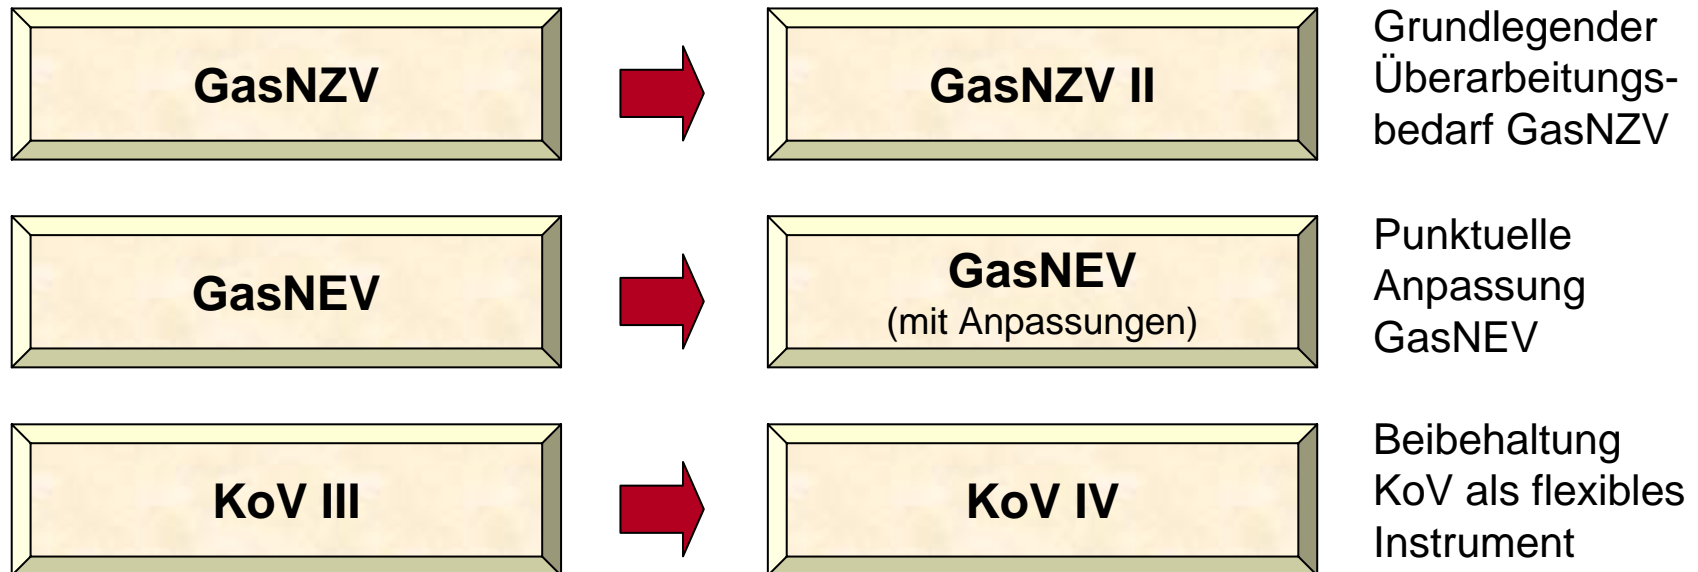 GasNZV
GasNZV II
Grundlegender
Überarbeitungs-
bedarf GasNZV
GasNEV
GasNEV
(mit Anpassungen)
Punktuelle
Anpassung
GasNEV
KoV III
KoV IV
Beibehaltung
KoV als flexibles
Instrument